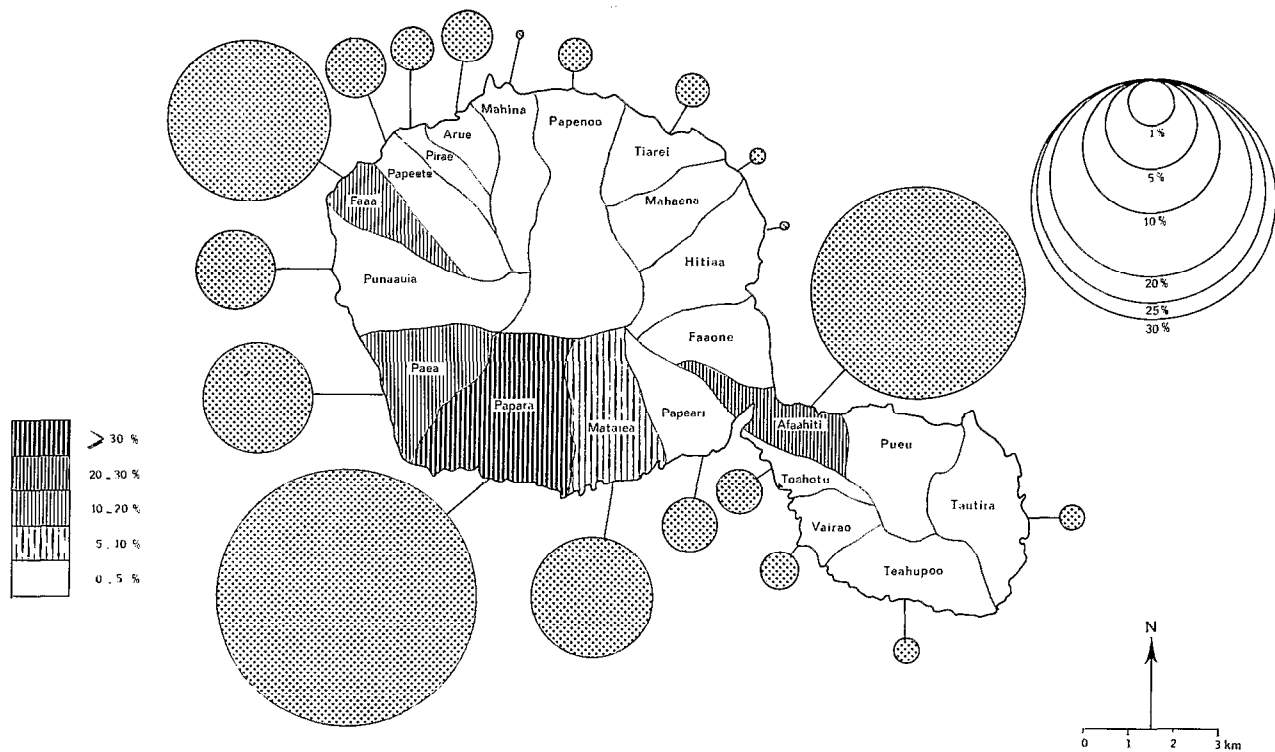 Mahina
Papenoo
Arue
Pirae
Papeete
Tiarei
Faaa
Mahaena
Hitiaa
Punaauia
Faaone
Paea
Papara
Mataiea
Papeari
Afaahiti
Pueu
Toahotu
Tautira
Vairao
Teahupoo
1%
5%
10%
20%
25%
30%
> 30 %
20 _ 30 %
10 _ 20 %
5 _ 10 %
0 _ 5 %
N
0 1 2 3 km